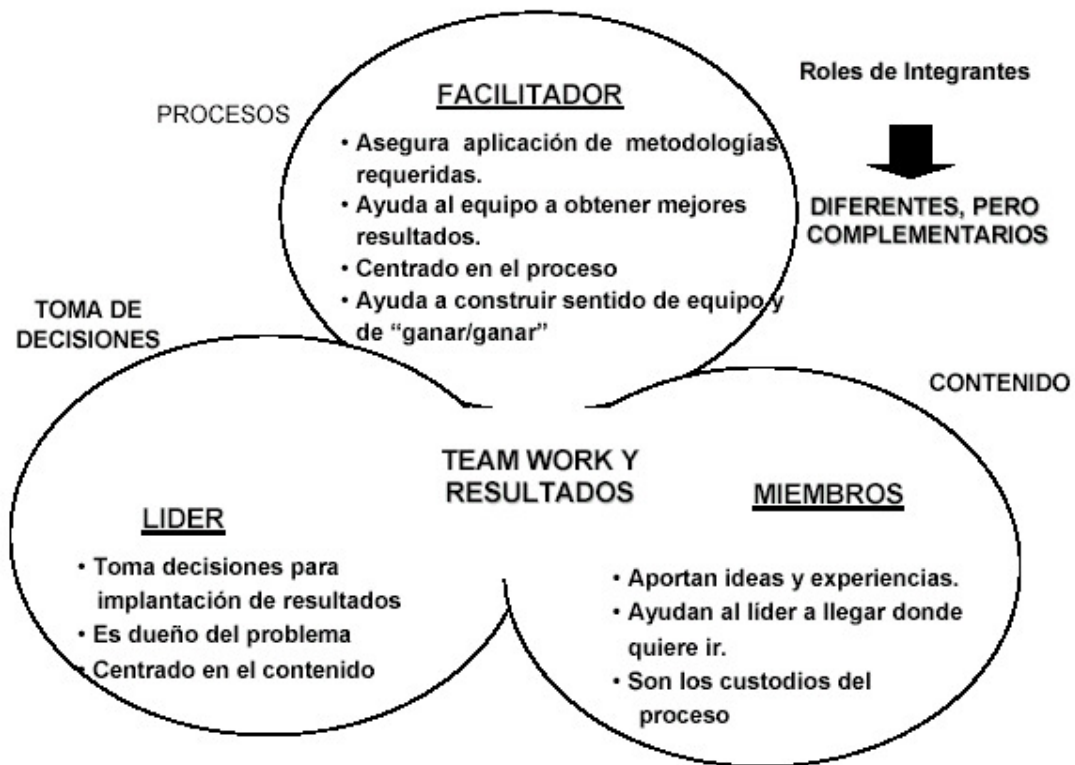 Roles de Integrantes
DIFERENTES, PERO
COMPLEMENTARIOS
PROCESOS
FACILITADOR
• Asegura aplicación de metodologías
requeridas.
• Ayuda al equipo a obtener mejores
resultados.
• Centrado en el proceso
• Ayuda a construir sentido de equipo y
de “ganar/ganar”
TOMA DE
DECISIONES
CONTENIDO
TEAM WORK Y
RESULTADOS
LIDER
• Toma decisiones para
implantación de resultados
• Es dueño del problema
• Centrado en el contenido
MIEMBROS
• Aportan ideas y experiencias.
• Ayudan al líder a llegar donde
quiere ir.
• Son los custodios del
proceso